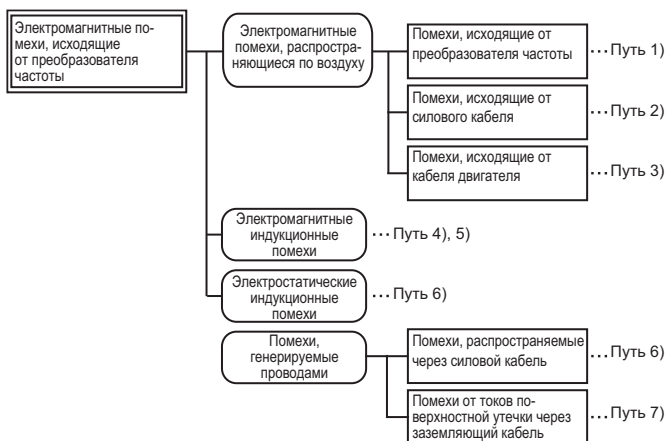 Электромагнитные по-
мехи, исходящие
от преобразователя
частоты
Электромагнитные
помехи, распростра-
няющиеся по воздуху
Помехи, исходящие от
преобразователя частоты
...Путь 1)
Помехи, исходящие от
силового кабеля
...Путь 2)
Помехи, исходящие от
кабеля двигателя
...Путь 3)
Электромагнитные
индукционные
помехи
...Путь 4), 5)
Электростатические
индукционные
помехи
...Путь 6)
Помехи,
генерируемые
проводами
Помехи, распространяемые
через силовой кабель
...Путь 6)
Помехи от токов по-
верхностной утечки через
заземляющий кабель
...Путь 7)